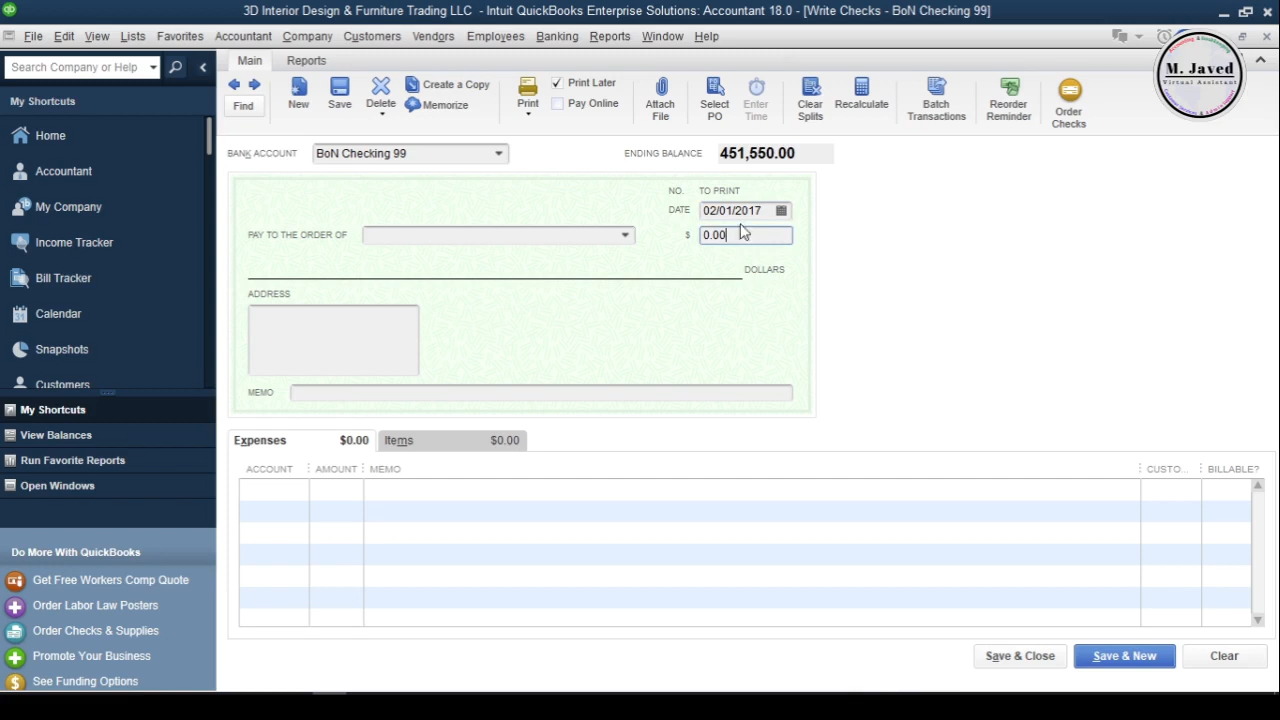 3D Interior Design & Furniture Trading LLC - Intuit QuickBooks Enterprise Solutions: Accountant 18.0 - [Write Checks - BoN Checking 99]
File Edit View Lists Favorites Accountant Company Customers Vendors Employees Banking Reports Window Help
Search Company or Help
Main Reports
M. Javed
Virtual Assistant
My Shortcuts
Home
Accountant
My Company
Income Tracker
Bill Tracker
Calendar
Snapshots
Customers
My Shortcuts
View Balances
Run Favorite Reports
Open Windows
Do More With QuickBooks
Get Free Workers Comp Quote
Order Labor Law Posters
Order Checks & Supplies
Promote Your Business
See Funding Options
Find
New
Save
Delete
Create a Copy
Memorize
Print
Print Later
Pay Online
Attach
File
Select
PO
Enter
Time
Clear
Splits
Recalculate
Batch
Transactions
Reorder
Reminder
Order
Checks
BANK ACCOUNT BoN Checking 99 ENDING BALANCE 451,550.00
NO. TO PRINT
DATE 02/01/2017
PAY TO THE ORDER OF $ 0.00
DOLLARS
ADDRESS
MEMO
Expenses $0.00 Items $0.00
ACCOUNT AMOUNT MEMO CUSTO... BILLABLE?
Save & Close Save & New Clear